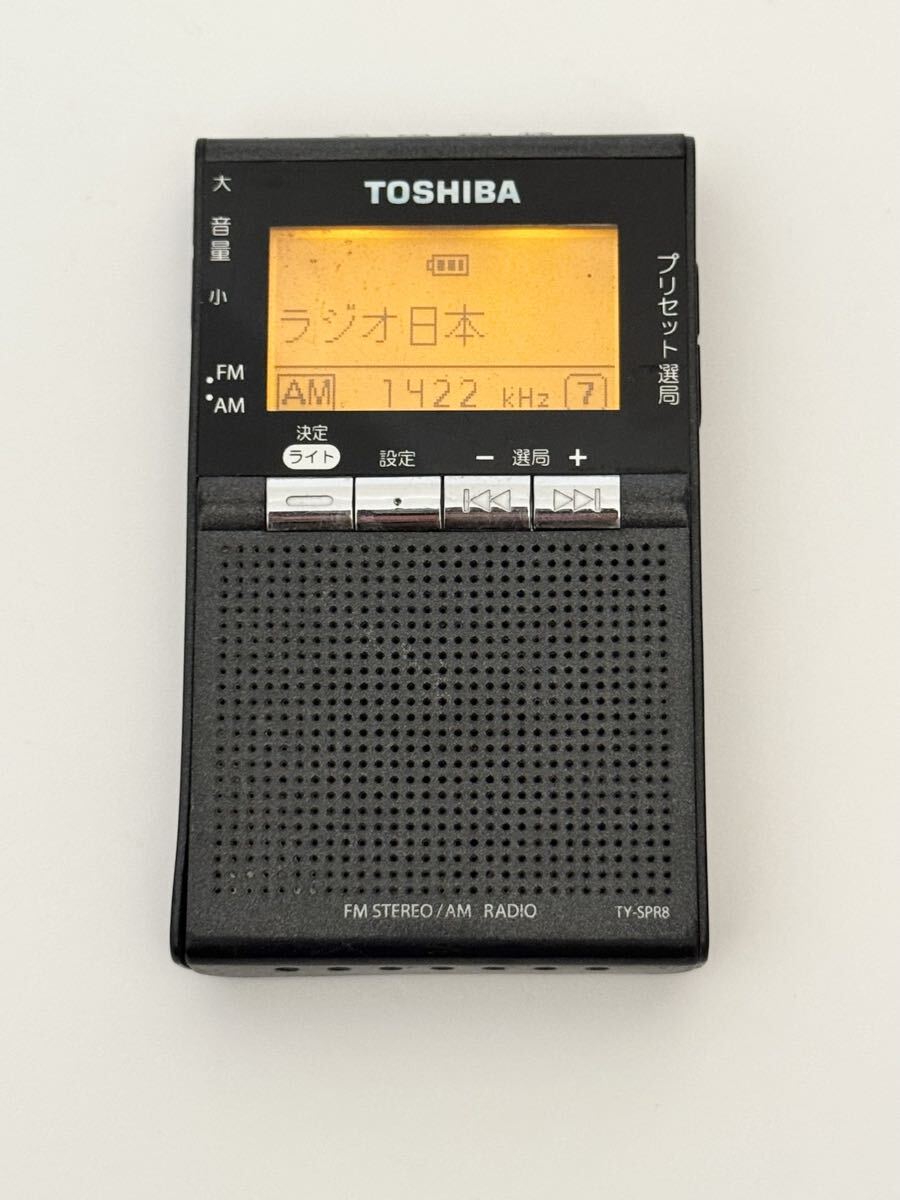 TOSHIBA
大
音量
小
FM
AM
ラジオ日本
AM 1422 kHz 7
プリセット選局
決定
ライト
設定
− 選局 +
FM STEREO / AM RADIO
TY-SPR8